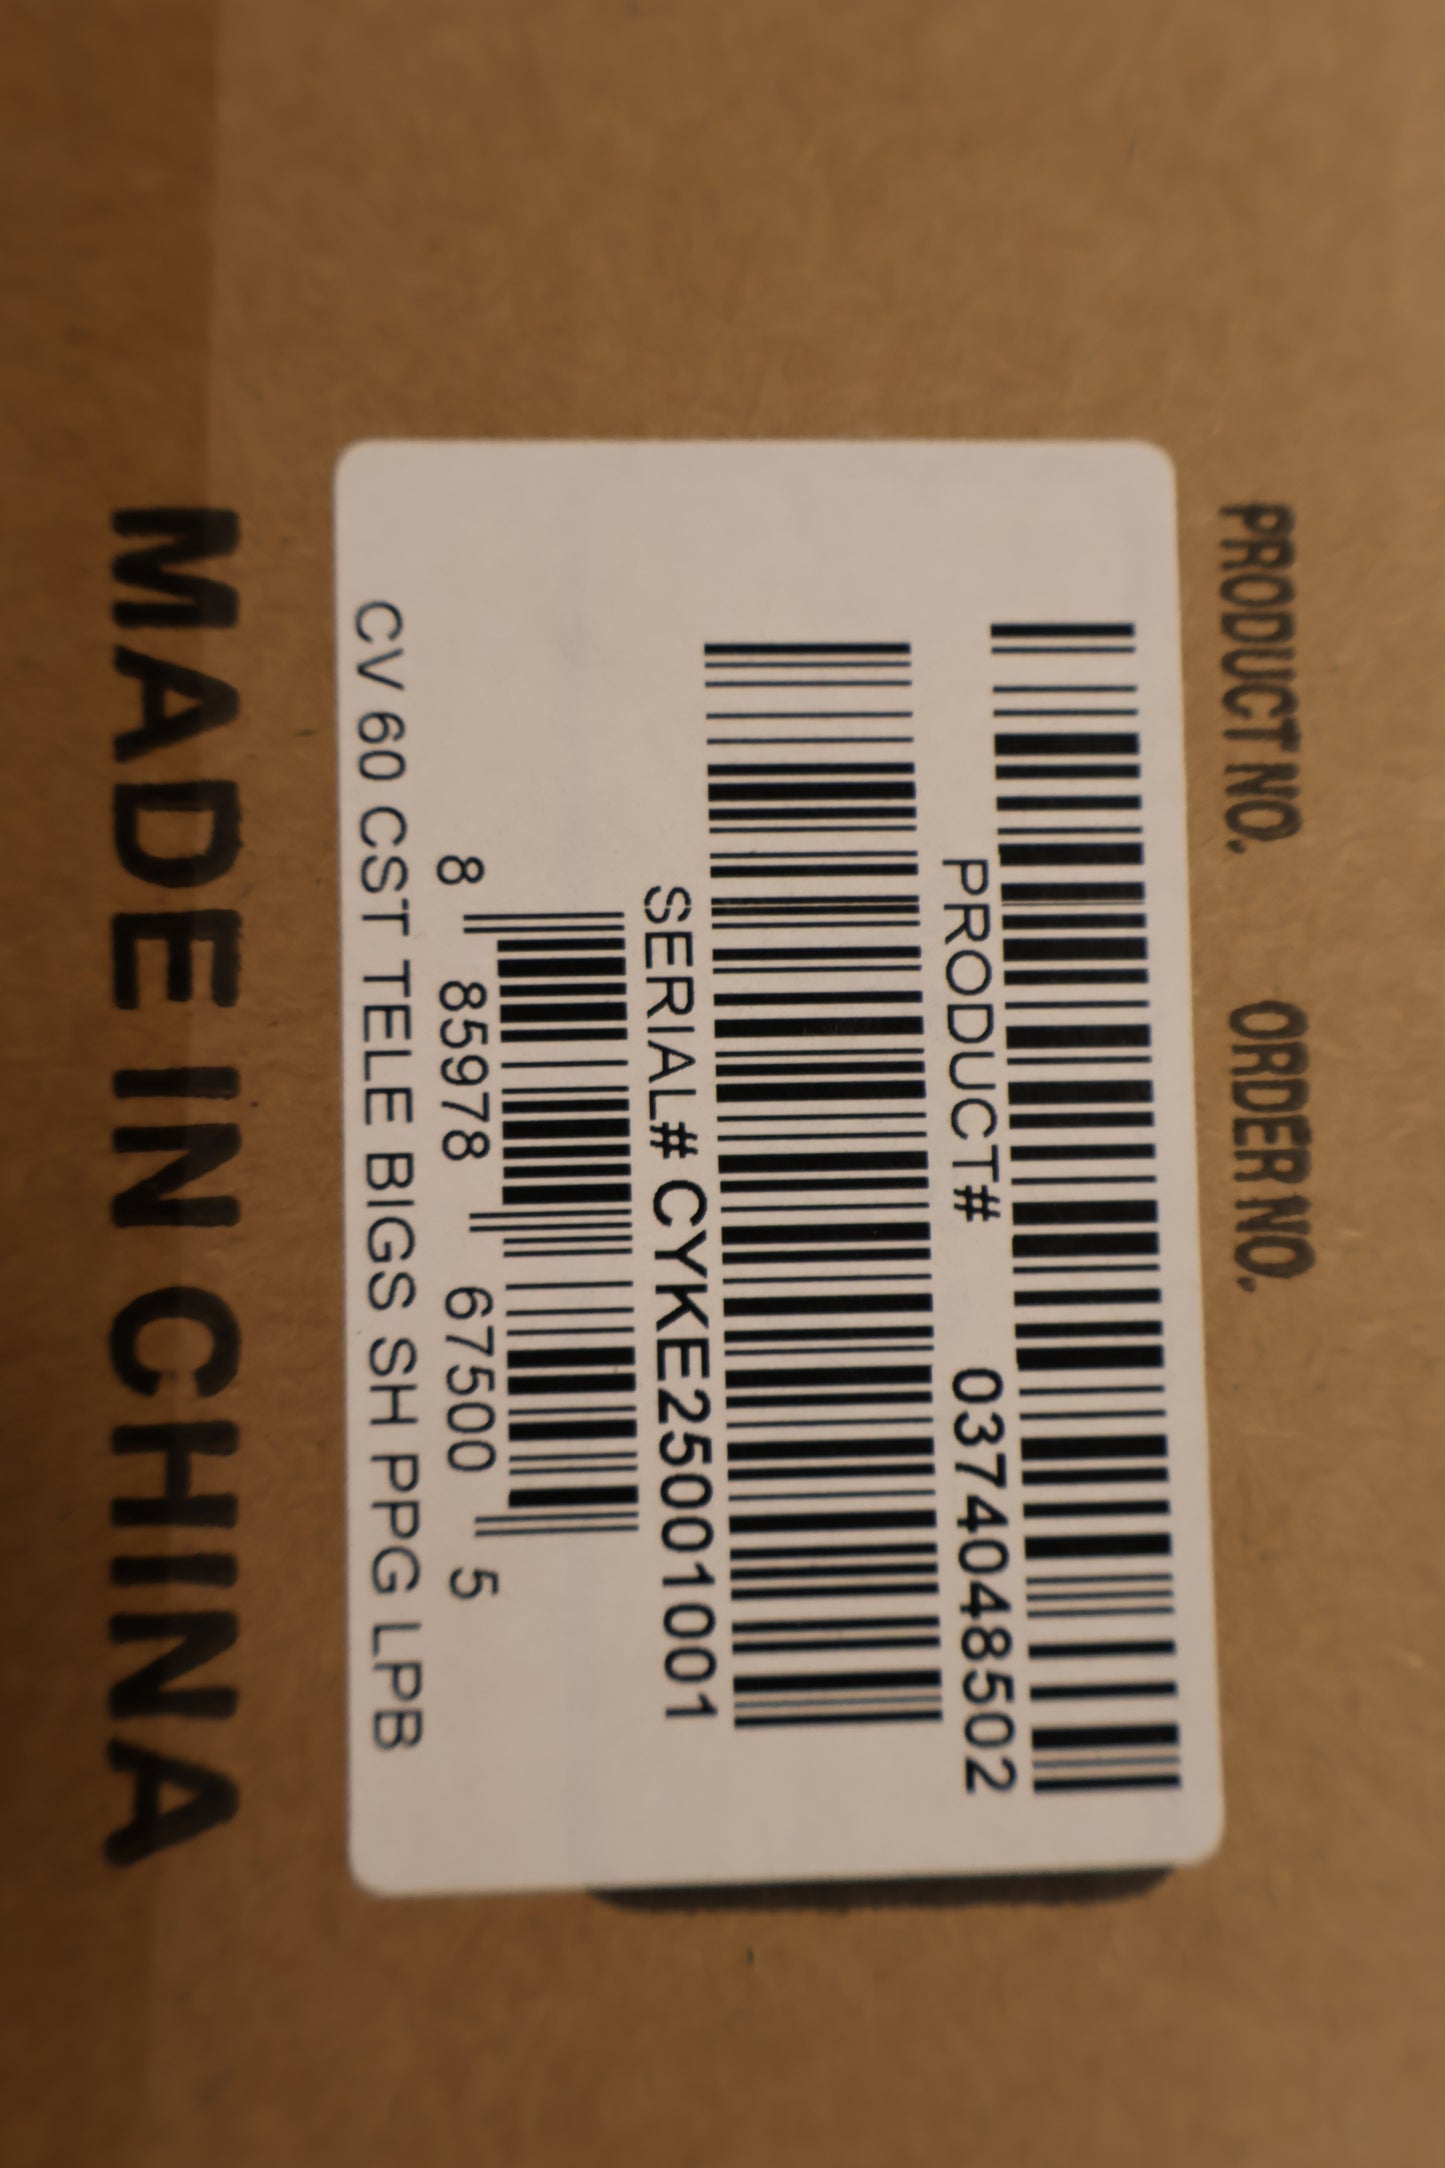 PRODUCT NO. ORDER NO.
PRODUCT# 0374048502
SERIAL# CYKE25001001
8 85978 67500 5
CV 60 CST TELE BIGS SH PPG LPB
MADE IN CHINA